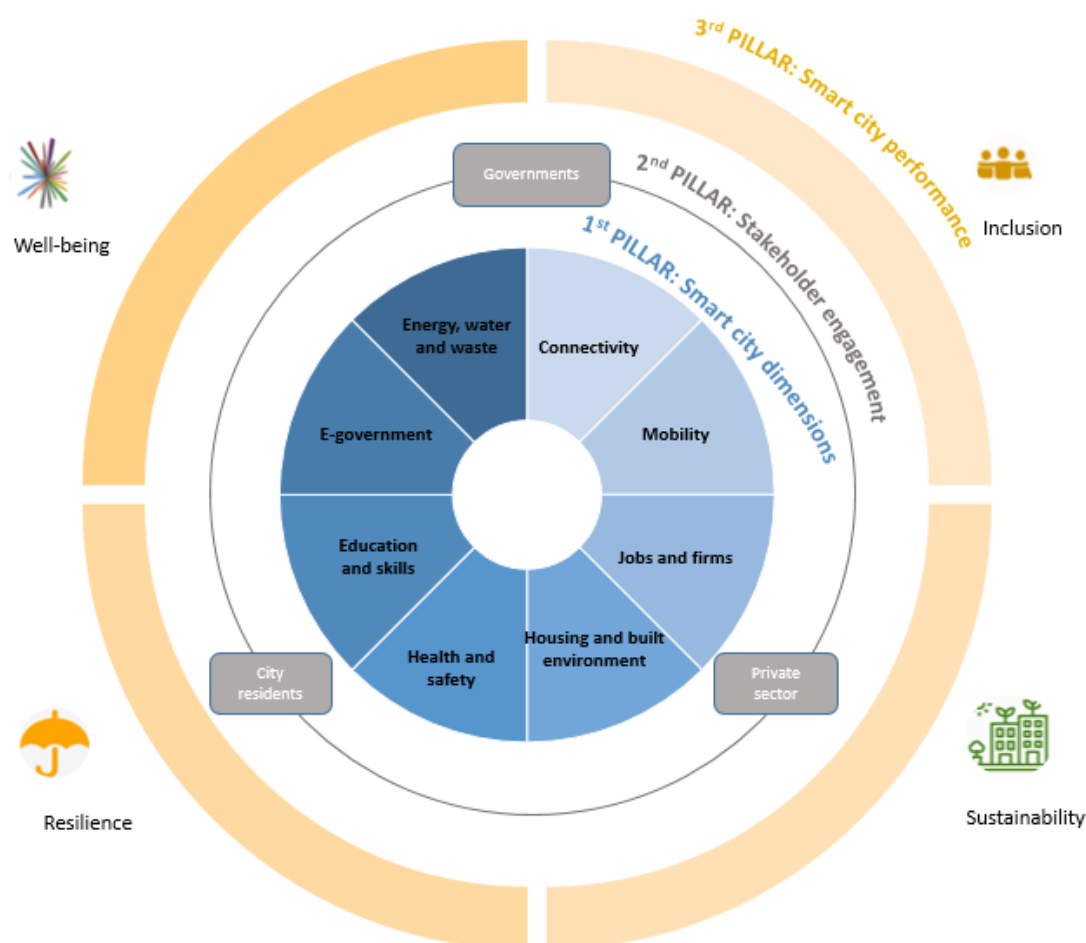 3rd PILLAR: Smart city performance
2nd PILLAR: Stakeholder engagement
1st PILLAR: Smart city dimensions
Governments
Well-being
Inclusion
Energy, water
and waste
Connectivity
E-government
Mobility
Education
and skills
Jobs and firms
Health and
safety
Housing and built
environment
City
residents
Private
sector
Resilience
Sustainability